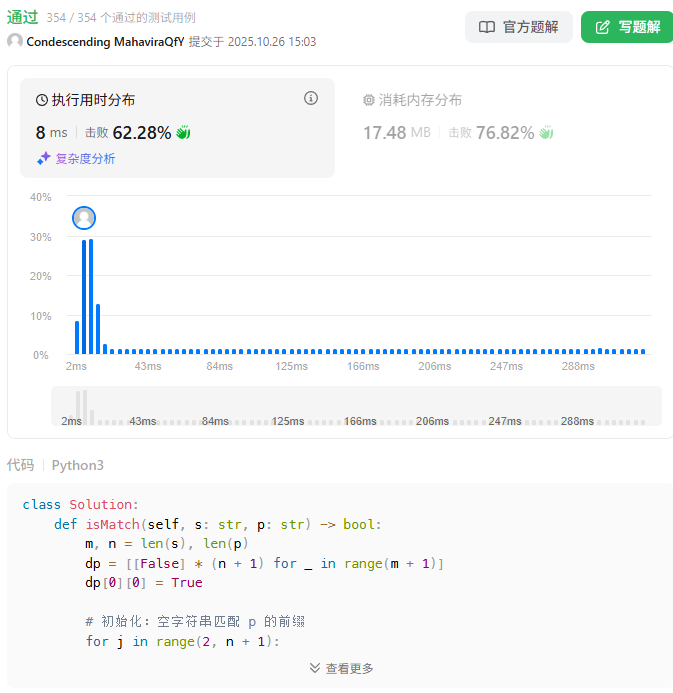 通过 354 / 354 个通过的测试用例
官方题解
写题解
Condescending MahaviraQfY 提交于 2025.10.26 15:03
执行用时分布
8 ms 击败 62.28%
复杂度分析
消耗内存分布
17.48 MB 击败 76.82%
40%
30%
20%
10%
0%
2ms 43ms 84ms 125ms 166ms 206ms 247ms 288ms
2ms 43ms 84ms 125ms 166ms 206ms 247ms 288ms
代码 Python3
class Solution:
    def isMatch(self, s: str, p: str) -> bool:
        m, n = len(s), len(p)
        dp = [[False] * (n + 1) for _ in range(m + 1)]
        dp[0][0] = True

        # 初始化：空字符串匹配 p 的前缀
        for j in range(2, n + 1):
查看更多